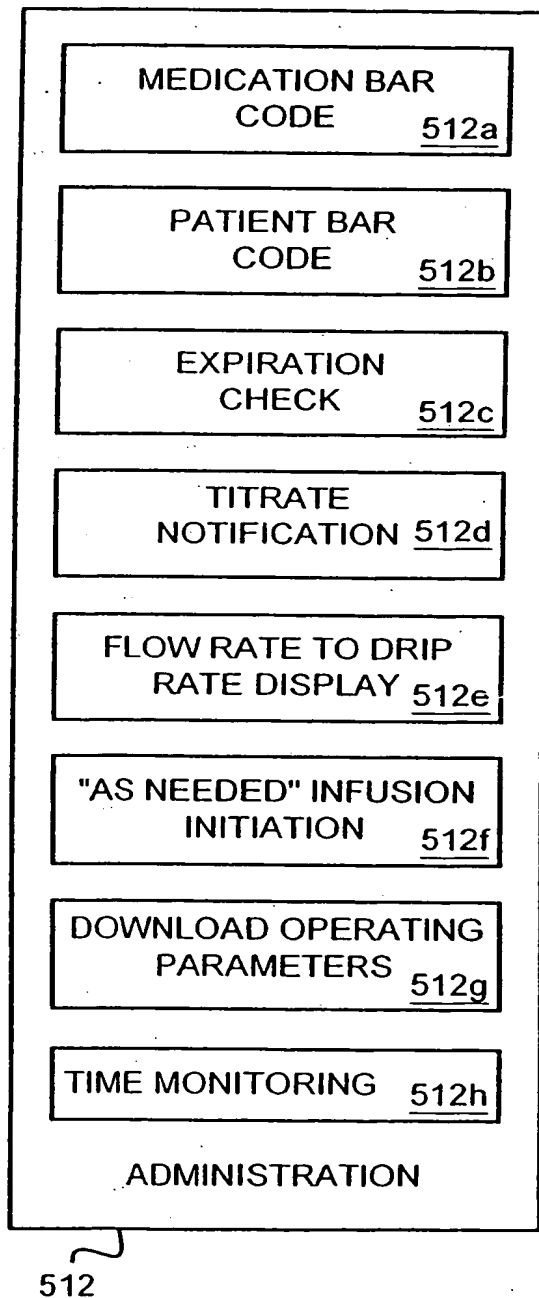 MEDICATION BAR
CODE 512a
PATIENT BAR
CODE 512b
EXPIRATION
CHECK 512c
TITRATE
NOTIFICATION 512d
FLOW RATE TO DRIP
RATE DISPLAY 512e
"AS NEEDED" INFUSION
INITIATION 512f
DOWNLOAD OPERATING
PARAMETERS 512g
TIME MONITORING 512h
ADMINISTRATION
512